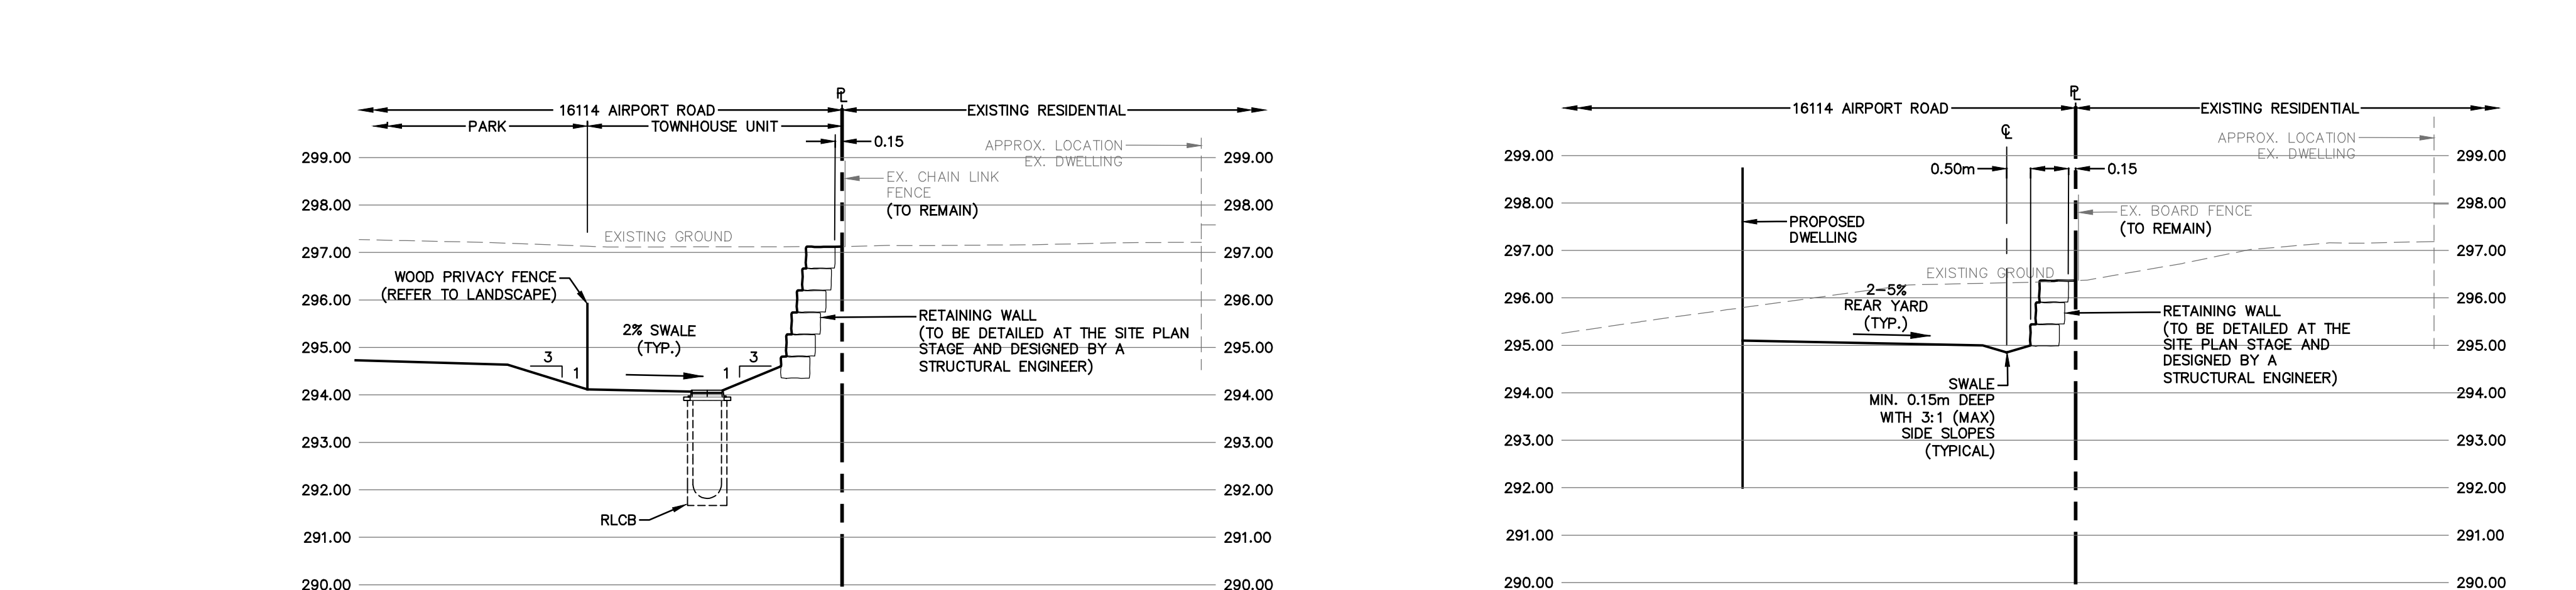 ℄
16114 AIRPORT ROAD
EXISTING RESIDENTIAL
PARK
TOWNHOUSE UNIT
0.15
APPROX. LOCATION
EX. DWELLING
299.00
299.00
EX. CHAIN LINK
FENCE
(TO REMAIN)
298.00
298.00
EXISTING GROUND
297.00
297.00
WOOD PRIVACY FENCE
(REFER TO LANDSCAPE)
296.00
296.00
RETAINING WALL
(TO BE DETAILED AT THE SITE PLAN
STAGE AND DESIGNED BY A
STRUCTURAL ENGINEER)
2% SWALE
(TYP.)
295.00
295.00
3
1
3
1
294.00
294.00
293.00
293.00
292.00
292.00
RLCB
291.00
291.00
290.00
290.00
PL
16114 AIRPORT ROAD
EXISTING RESIDENTIAL
CL
APPROX. LOCATION
EX. DWELLING
299.00
299.00
0.50m
0.15
298.00
298.00
EX. BOARD FENCE
(TO REMAIN)
PROPOSED
DWELLING
297.00
297.00
EXISTING GROUND
296.00
296.00
2-5%
REAR YARD
(TYP.)
RETAINING WALL
(TO BE DETAILED AT THE
SITE PLAN STAGE AND
DESIGNED BY A
STRUCTURAL ENGINEER)
295.00
295.00
294.00
294.00
SWALE
MIN. 0.15m DEEP
WITH 3:1 (MAX)
SIDE SLOPES
(TYPICAL)
293.00
293.00
292.00
292.00
291.00
291.00
290.00
290.00